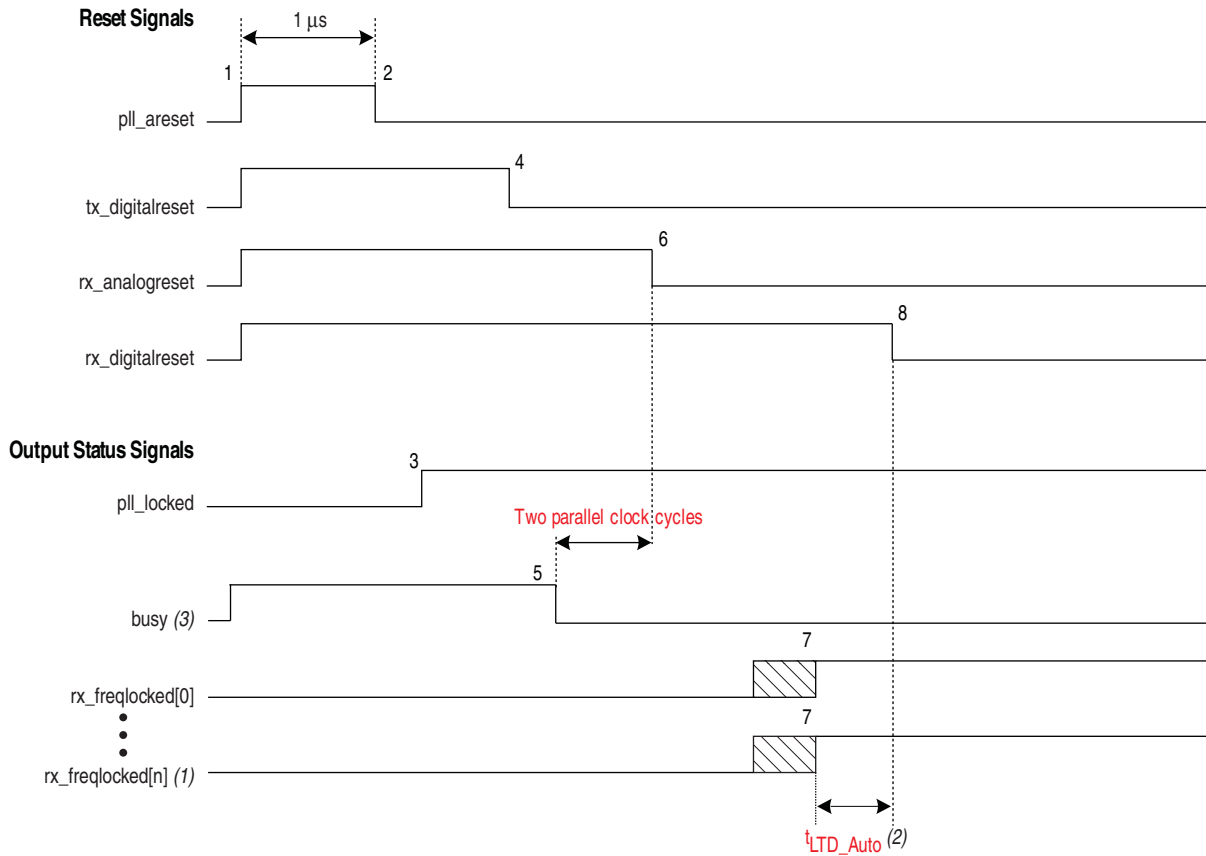 Reset Signals
1 μs
1
2
pll_areset
4
tx_digitalreset
6
rx_analogreset
8
rx_digitalreset
Output Status Signals
3
pll_locked
Two parallel clock cycles
5
busy (3)
7
rx_freqlocked[0]
7
rx_freqlocked[n] (1)
tLTD_Auto (2)